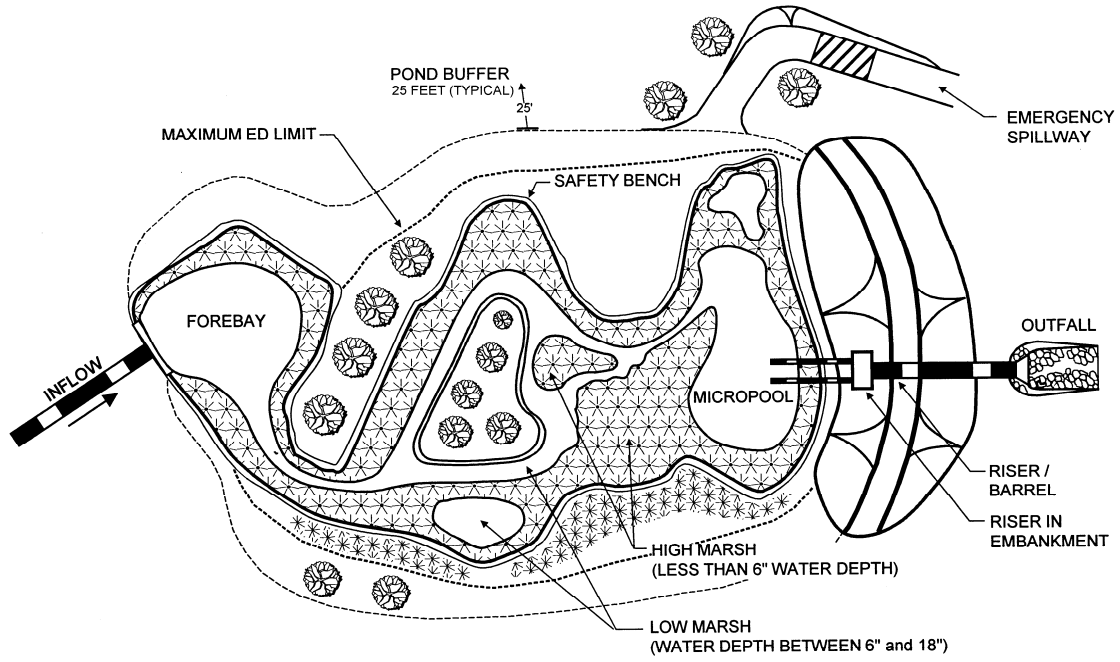 POND BUFFER
25 FEET (TYPICAL)
25'
EMERGENCY
SPILLWAY
MAXIMUM ED LIMIT
SAFETY BENCH
FOREBAY
INFLOW
OUTFALL
MICROPOOL
RISER /
BARREL
RISER IN
EMBANKMENT
HIGH MARSH
(LESS THAN 6" WATER DEPTH)
LOW MARSH
(WATER DEPTH BETWEEN 6" and 18")